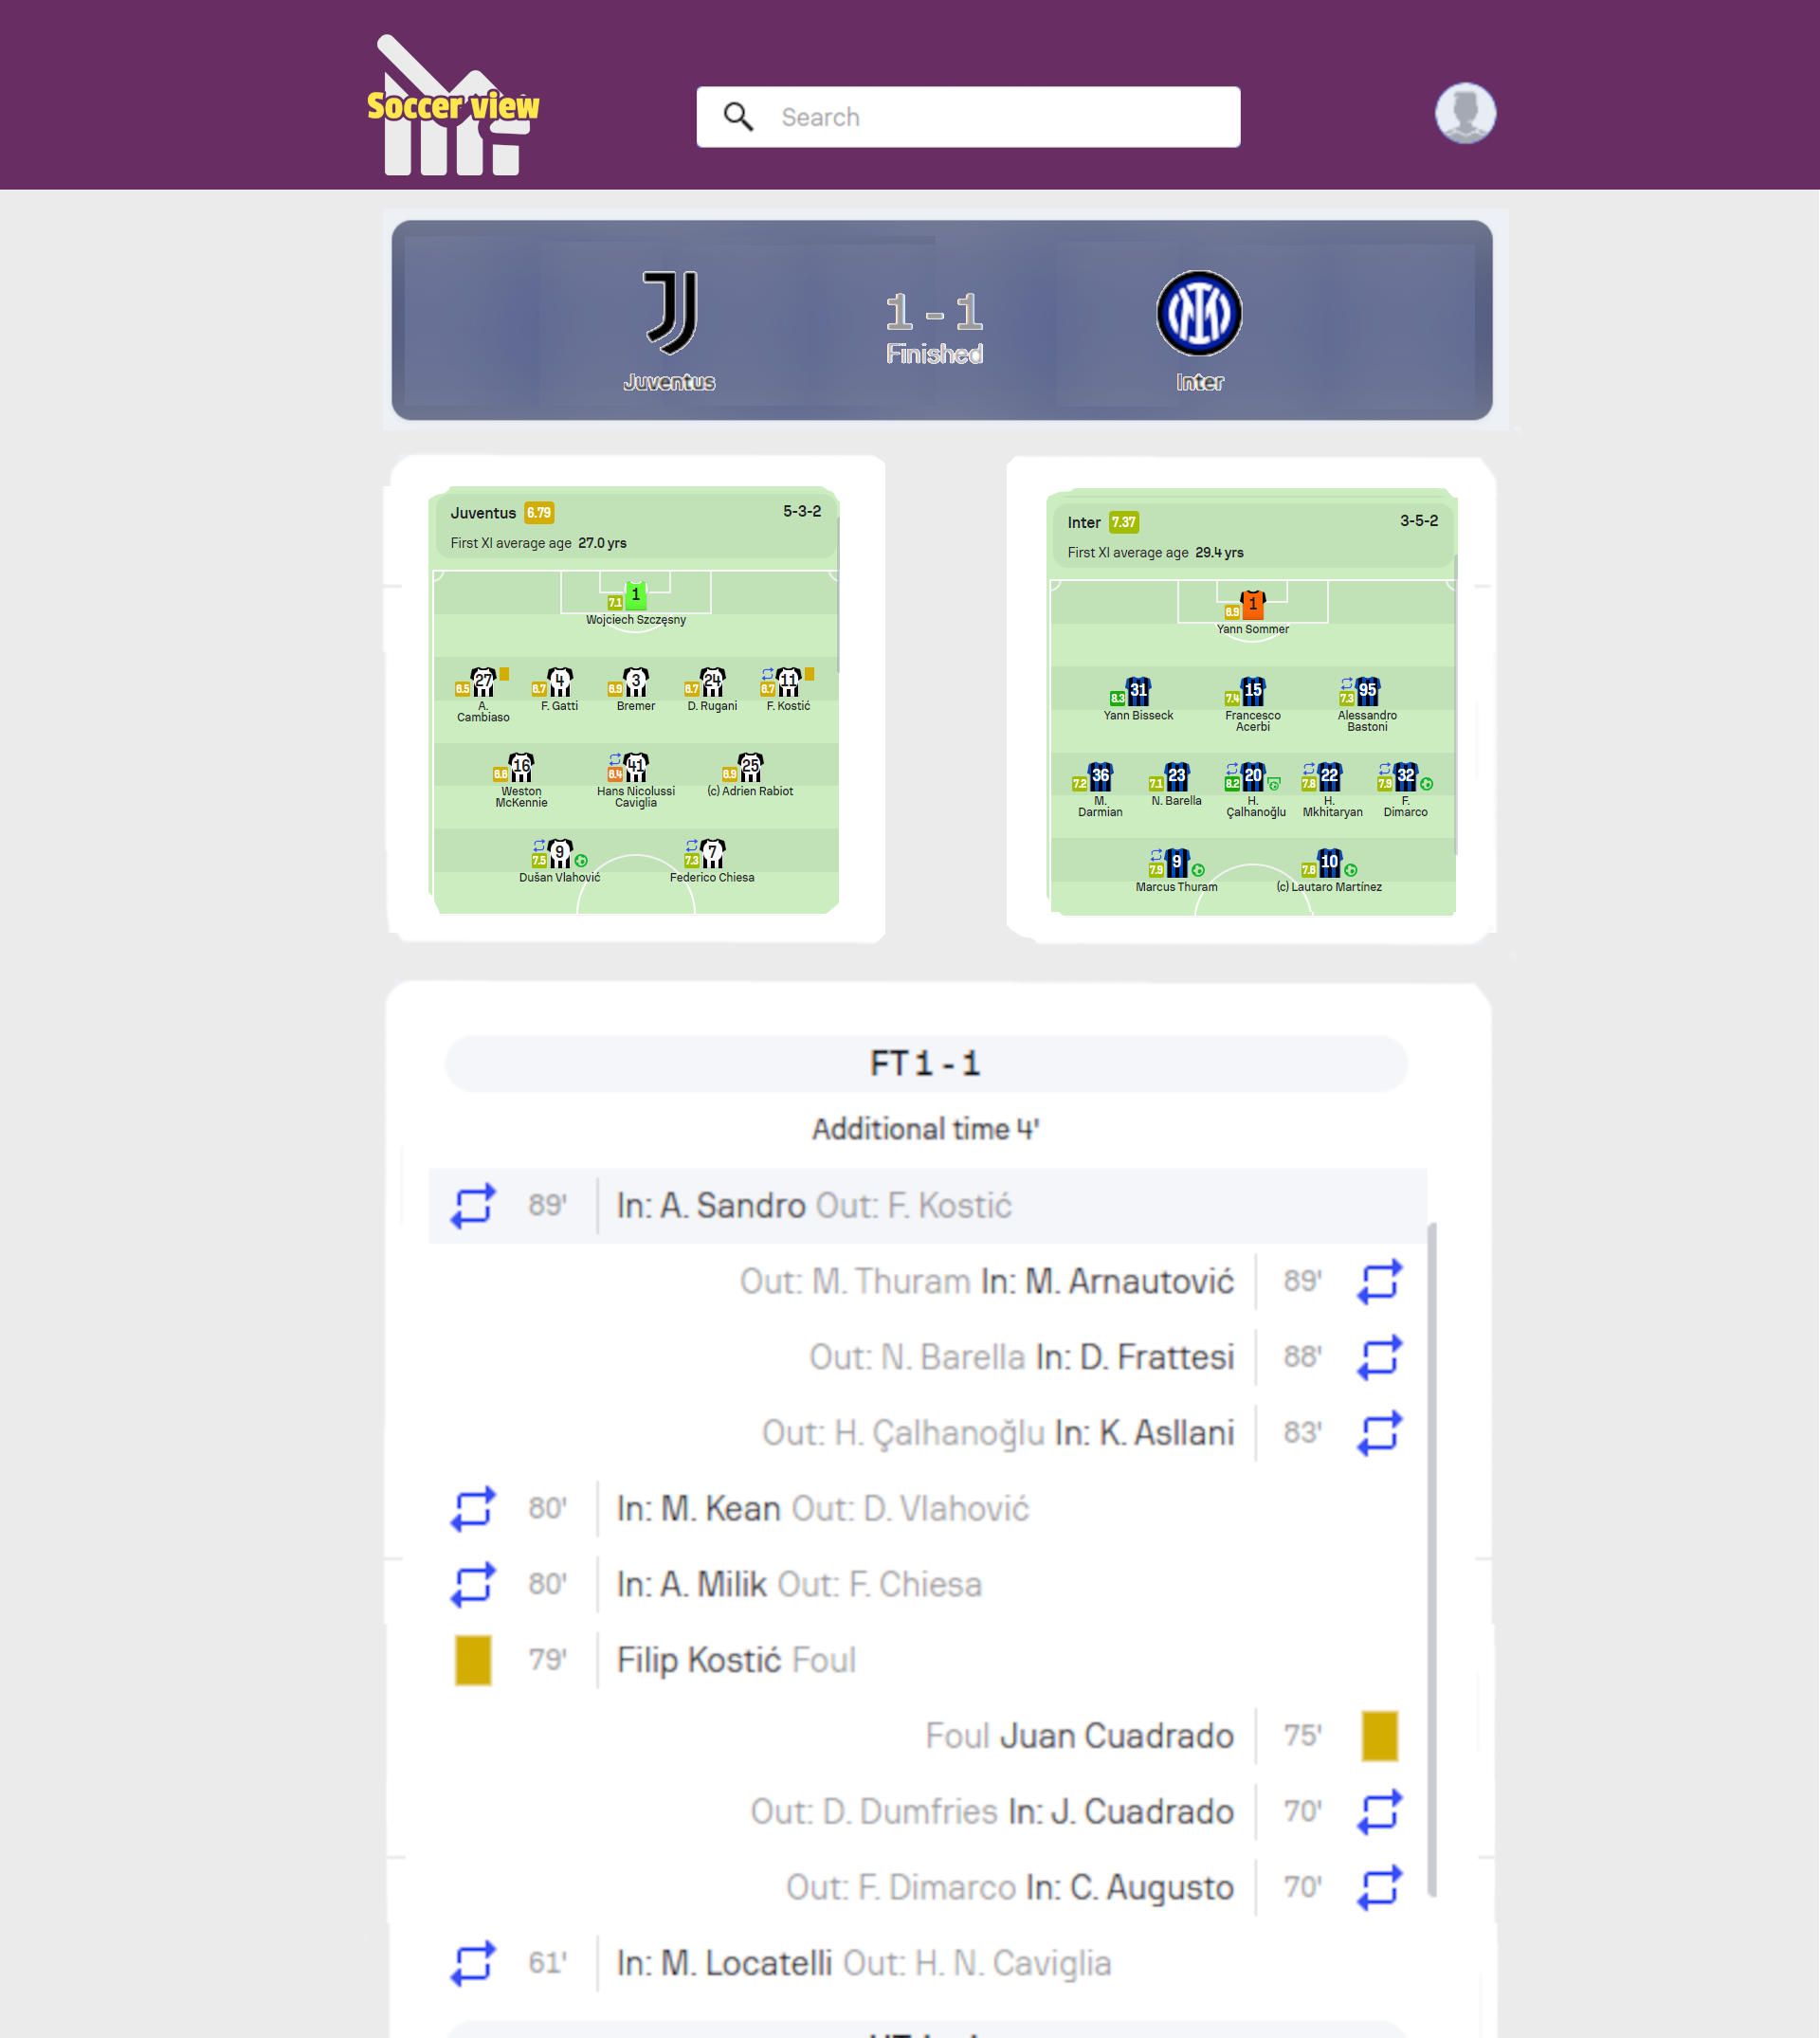 Soccer view
Search
1 - 1
Finished
Juventus
Inter
Juventus 6.79 5-3-2
First XI average age 27.0 yrs
1
7.1
Wojciech Szczęsny
27 4 3 24 11
6.5 6.7 6.9 6.7 6.7
A. Cambiaso F. Gatti Bremer D. Rugani F. Kostić
16 41 25
6.6 6.4 6.9
Weston McKennie Hans Nicolussi Caviglia (c) Adrien Rabiot
9 7
7.5 7.3
Dušan Vlahović Federico Chiesa
Inter 7.37 3-5-2
First XI average age 29.4 yrs
1
6.9
Yann Sommer
31 15 95
8.3 7.4 7.3
Yann Bisseck Francesco Acerbi Alessandro Bastoni
36 23 20 22 32
7.2 7.1 8.2 7.8 7.9
M. Darmian N. Barella H. Çalhanoğlu H. Mkhitaryan F. Dimarco
9 10
7.9 7.6
Marcus Thuram (c) Lautaro Martínez
FT 1 - 1
Additional time 4'
89' In: A. Sandro Out: F. Kostić
Out: M. Thuram In: M. Arnautović 89'
Out: N. Barella In: D. Frattesi 88'
Out: H. Çalhanoğlu In: K. Asllani 83'
80' In: M. Kean Out: D. Vlahović
80' In: A. Milik Out: F. Chiesa
79' Filip Kostić Foul
Foul Juan Cuadrado 75'
Out: D. Dumfries In: J. Cuadrado 70'
Out: F. Dimarco In: C. Augusto 70'
61' In: M. Locatelli Out: H. N. Caviglia